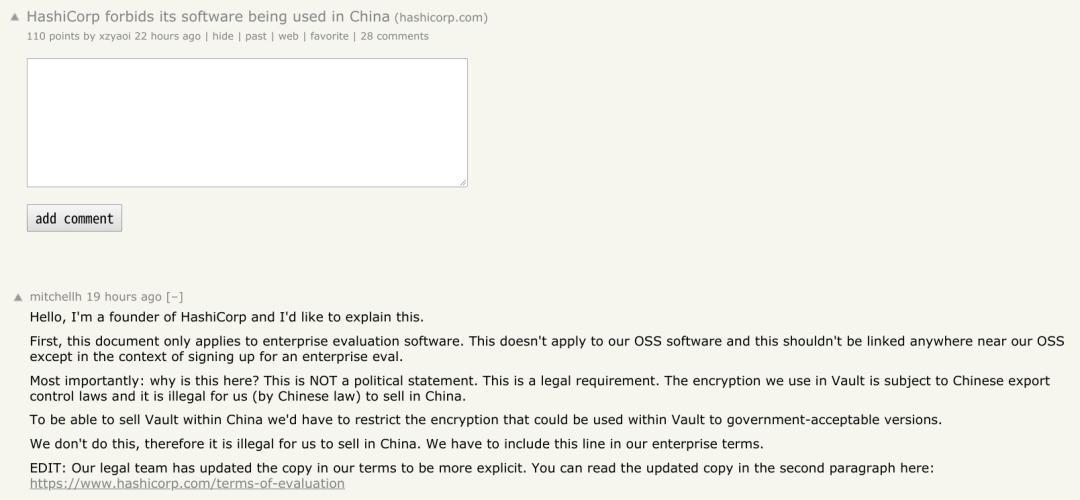 HashiCorp forbids its software being used in China (hashicorp.com)
110 points by xzyaoi 22 hours ago | hide | past | web | favorite | 28 comments
add comment
mitchellh 19 hours ago [–]
Hello, I'm a founder of HashiCorp and I'd like to explain this.
First, this document only applies to enterprise evaluation software. This doesn't apply to our OSS software and this shouldn't be linked anywhere near our OSS
except in the context of signing up for an enterprise eval.
Most importantly: why is this here? This is NOT a political statement. This is a legal requirement. The encryption we use in Vault is subject to Chinese export
control laws and it is illegal for us (by Chinese law) to sell in China.
To be able to sell Vault within China we'd have to restrict the encryption that could be used within Vault to government-acceptable versions.
We don't do this, therefore it is illegal for us to sell in China. We have to include this line in our enterprise terms.
EDIT: Our legal team has updated the copy in our terms to be more explicit. You can read the updated copy in the second paragraph here:
https://www.hashicorp.com/terms-of-evaluation